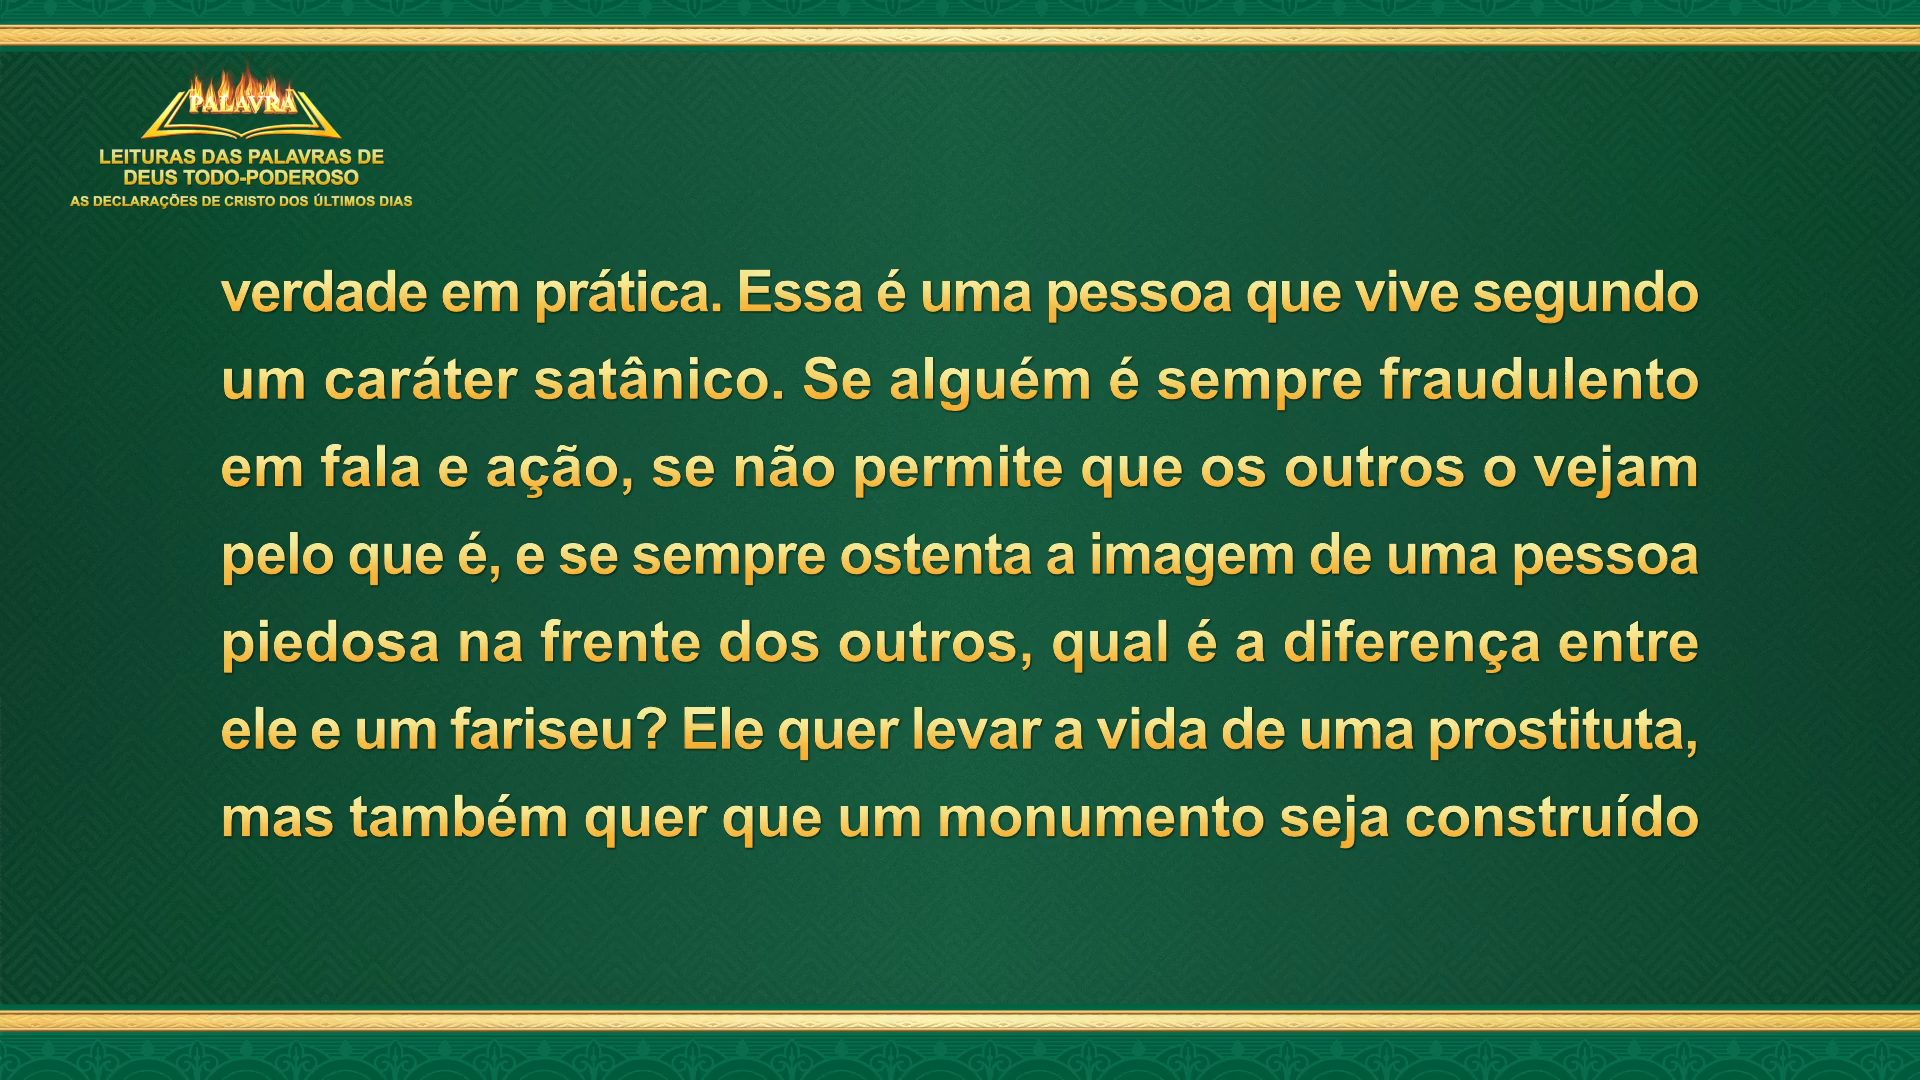 PALAVRA
LEITURAS DAS PALAVRAS DE
DEUS TODO-PODEROSO
AS DECLARAÇÕES DE CRISTO DOS ÚLTIMOS DIAS
verdade em prática. Essa é uma pessoa que vive segundo
um caráter satânico. Se alguém é sempre fraudulento
em fala e ação, se não permite que os outros o vejam
pelo que é, e se sempre ostenta a imagem de uma pessoa
piedosa na frente dos outros, qual é a diferença entre
ele e um fariseu? Ele quer levar a vida de uma prostituta,
mas também quer que um monumento seja construído